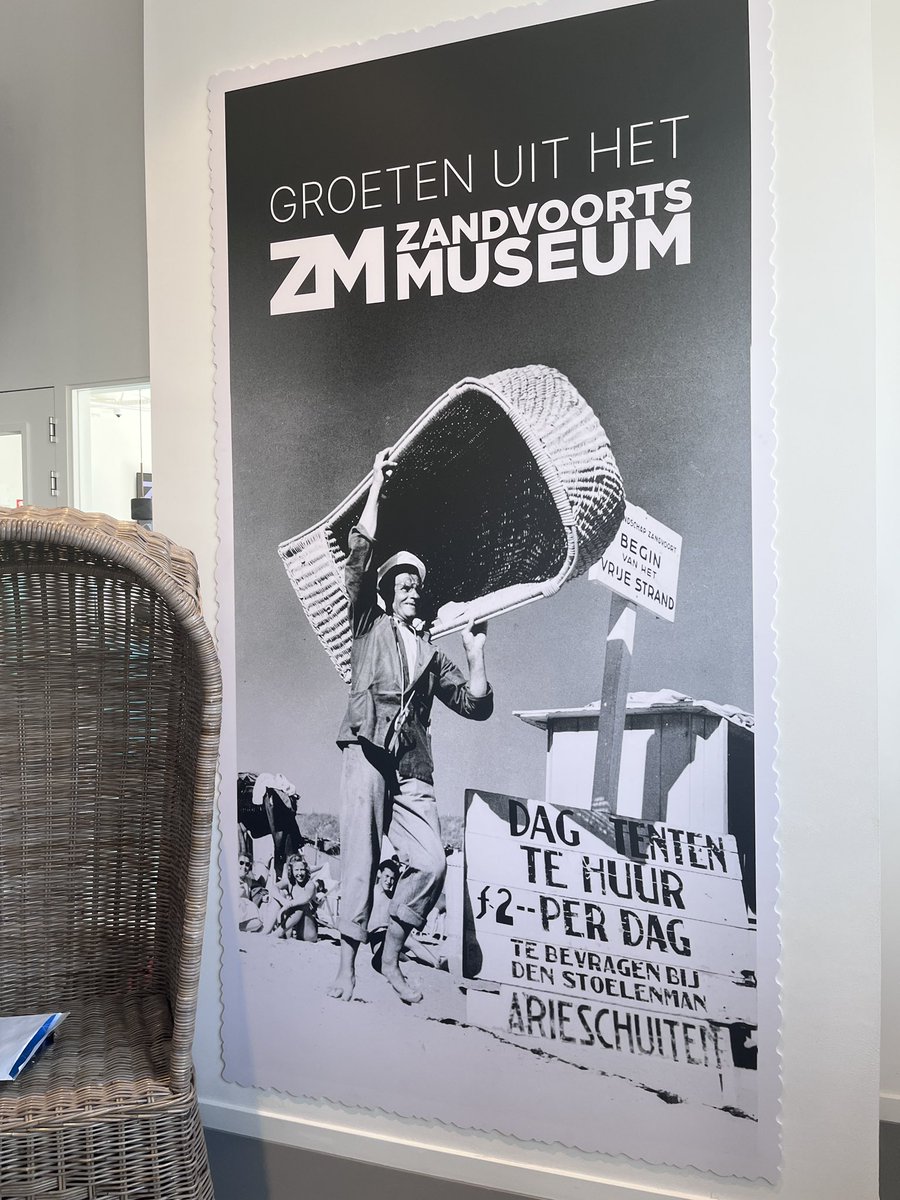 GROETEN UIT HET
ZM ZANDVOORTS
MUSEUM
BEGIN
VAN HET
VRIJE STRAND
DAG TENTEN
TE HUUR
f 2-- PER DAG
TE BEVRAGEN BIJ
DEN STOELENMAN
ARIESCHUITEN